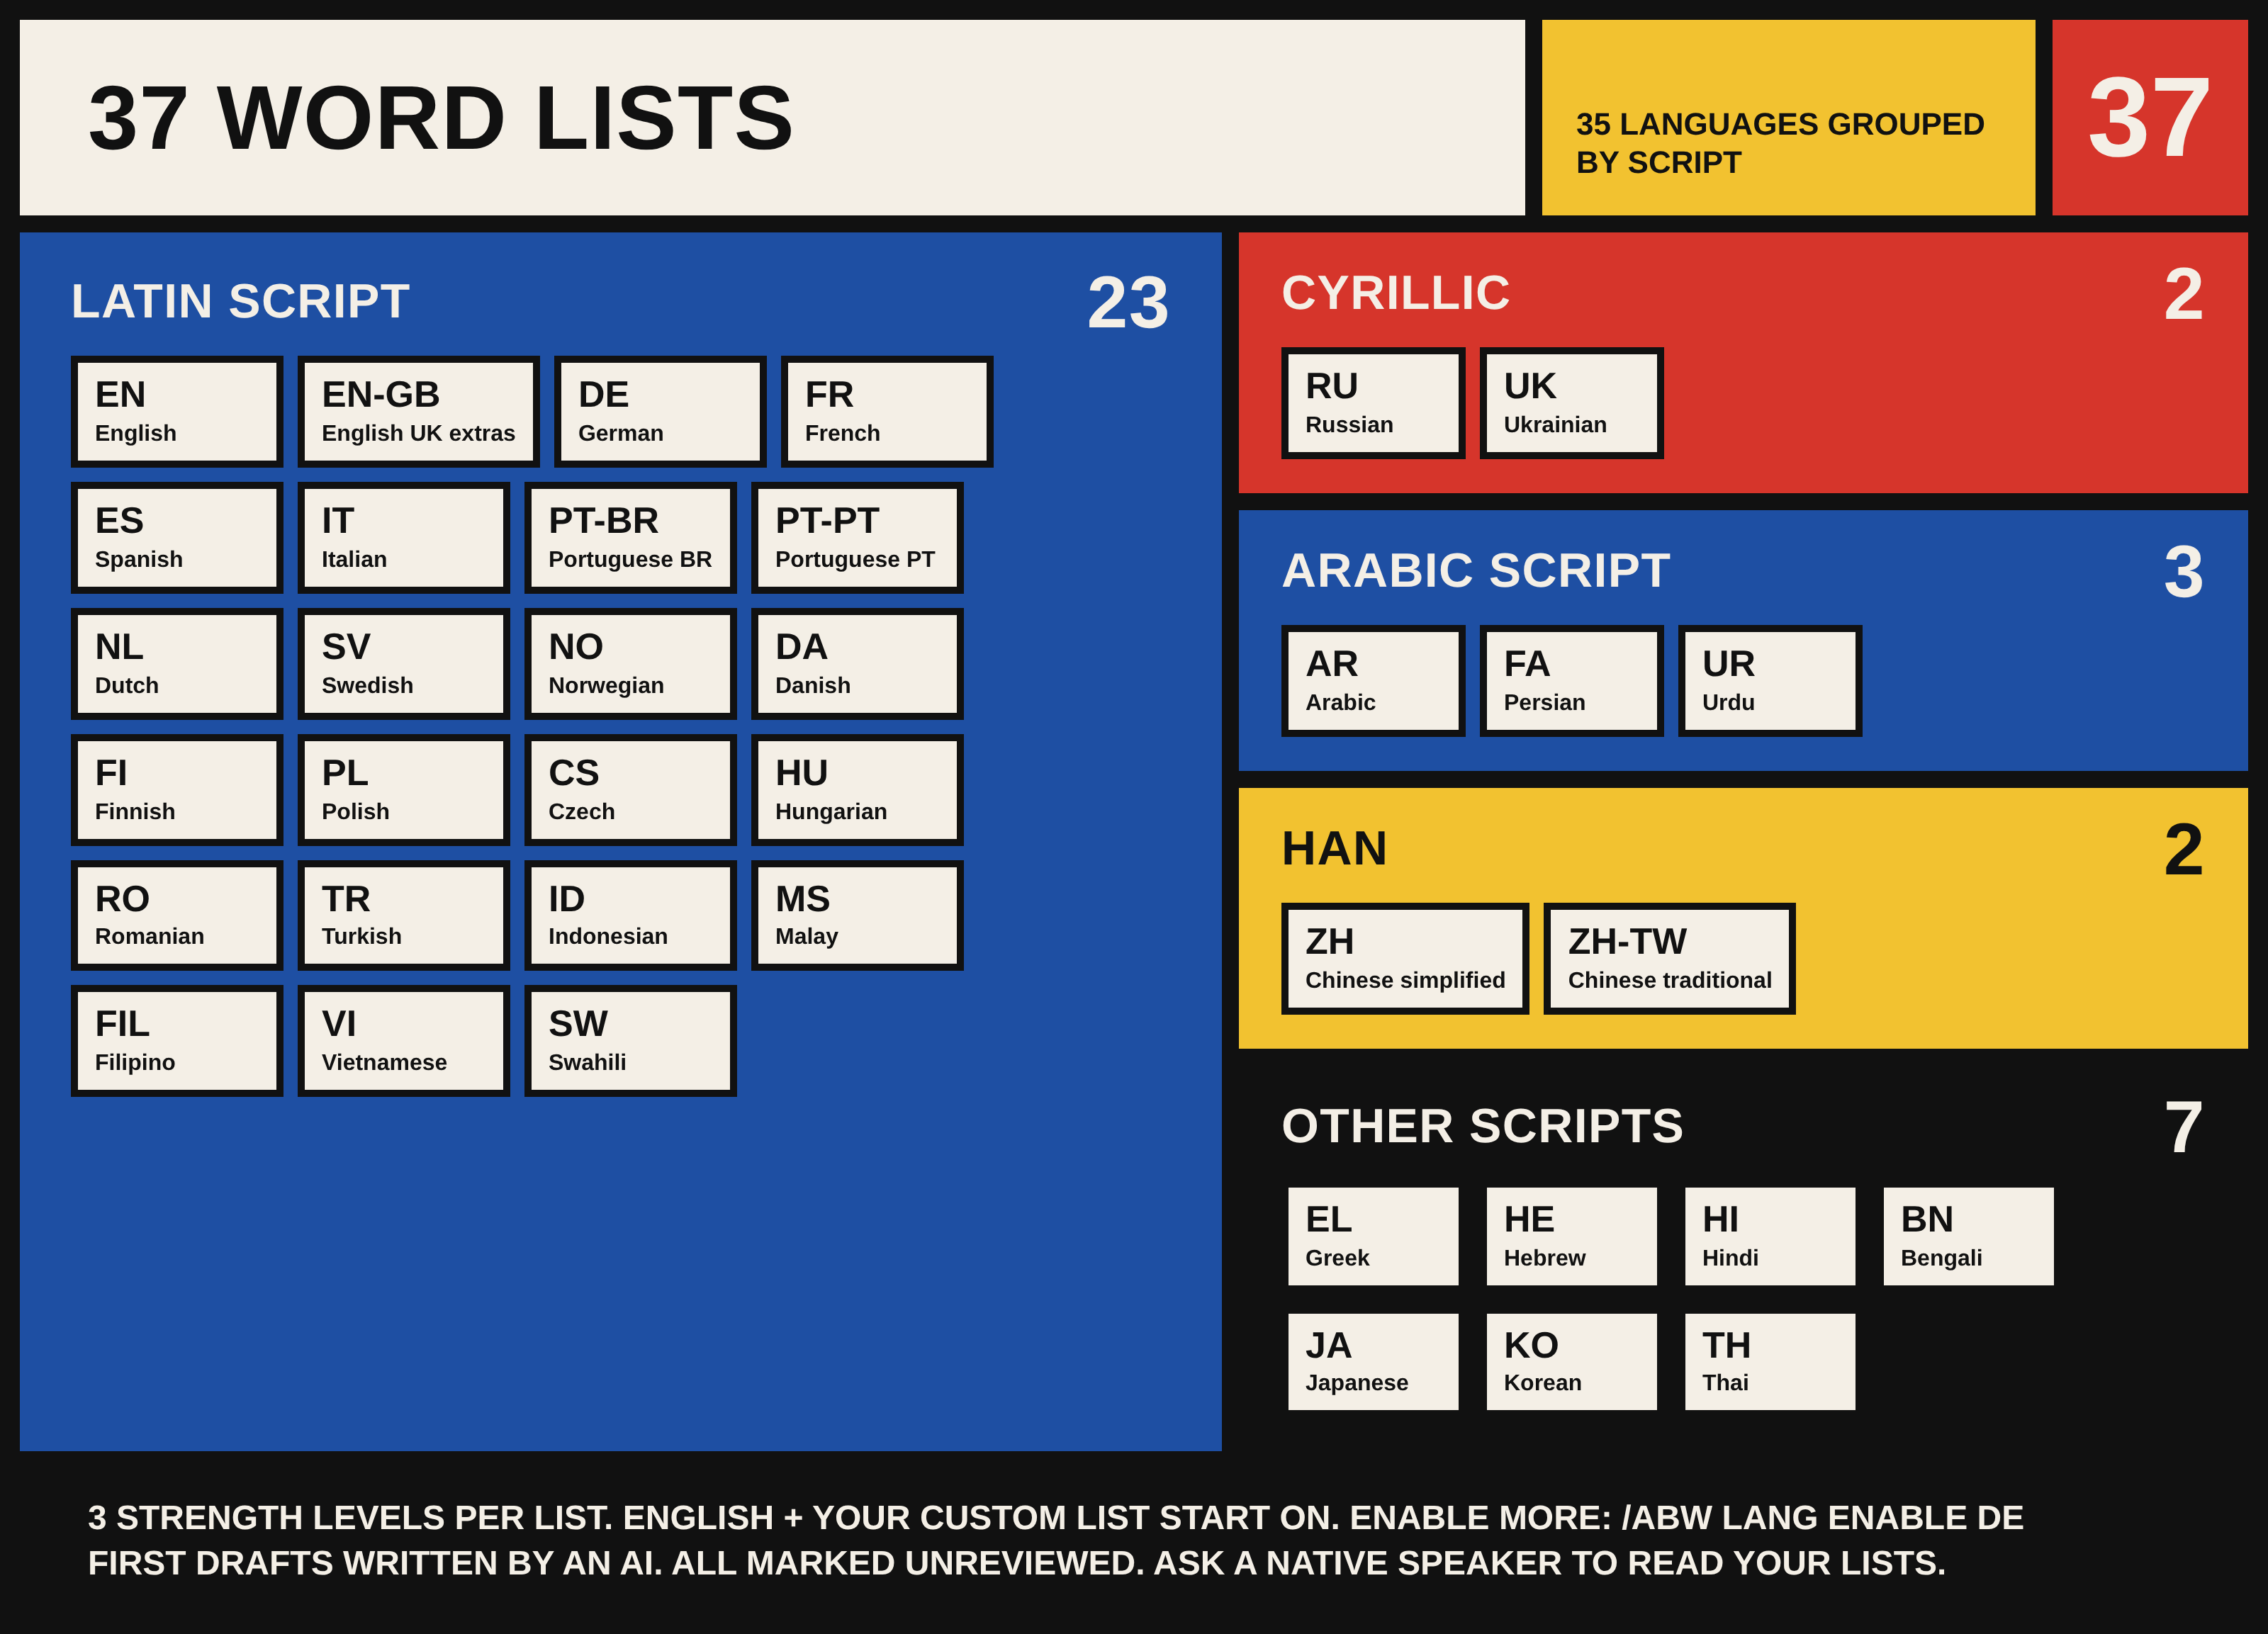 37 WORD LISTS
35 LANGUAGES GROUPED
BY SCRIPT
37
LATIN SCRIPT
23
EN
English
EN-GB
English UK extras
DE
German
FR
French
ES
Spanish
IT
Italian
PT-BR
Portuguese BR
PT-PT
Portuguese PT
NL
Dutch
SV
Swedish
NO
Norwegian
DA
Danish
FI
Finnish
PL
Polish
CS
Czech
HU
Hungarian
RO
Romanian
TR
Turkish
ID
Indonesian
MS
Malay
FIL
Filipino
VI
Vietnamese
SW
Swahili
CYRILLIC
2
RU
Russian
UK
Ukrainian
ARABIC SCRIPT
3
AR
Arabic
FA
Persian
UR
Urdu
HAN
2
ZH
Chinese simplified
ZH-TW
Chinese traditional
OTHER SCRIPTS
7
EL
Greek
HE
Hebrew
HI
Hindi
BN
Bengali
JA
Japanese
KO
Korean
TH
Thai
3 STRENGTH LEVELS PER LIST. ENGLISH + YOUR CUSTOM LIST START ON. ENABLE MORE: /ABW LANG ENABLE DE
FIRST DRAFTS WRITTEN BY AN AI. ALL MARKED UNREVIEWED. ASK A NATIVE SPEAKER TO READ YOUR LISTS.